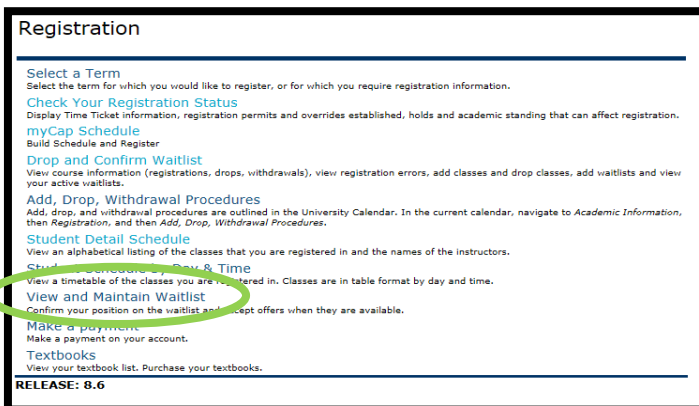 Registration
Select a Term
Select the term for which you would like to register, or for which you require registration information.
Check Your Registration Status
Display Time Ticket information, registration permits and overrides established, holds and academic standing that can affect registration.
myCap Schedule
Build Schedule and Register
Drop and Confirm Waitlist
View course information (registrations, drops, withdrawals), view registration errors, add classes and drop classes, add waitlists and view
your active waitlists.
Add, Drop, Withdrawal Procedures
Add, drop, and withdrawal procedures are outlined in the University Calendar. In the current calendar, navigate to Academic Information,
then Registration, and then Add, Drop, Withdrawal Procedures.
Student Detail Schedule
View an alphabetical listing of the classes that you are registered in and the names of the instructors.
Student Schedule by Day & Time
View a timetable of the classes you are registered in. Classes are in table format by day and time.
View and Maintain Waitlist
Confirm your position on the waitlist and accept offers when they are available.
Make a payment
Make a payment on your account.
Textbooks
View your textbook list. Purchase your textbooks.
RELEASE: 8.6